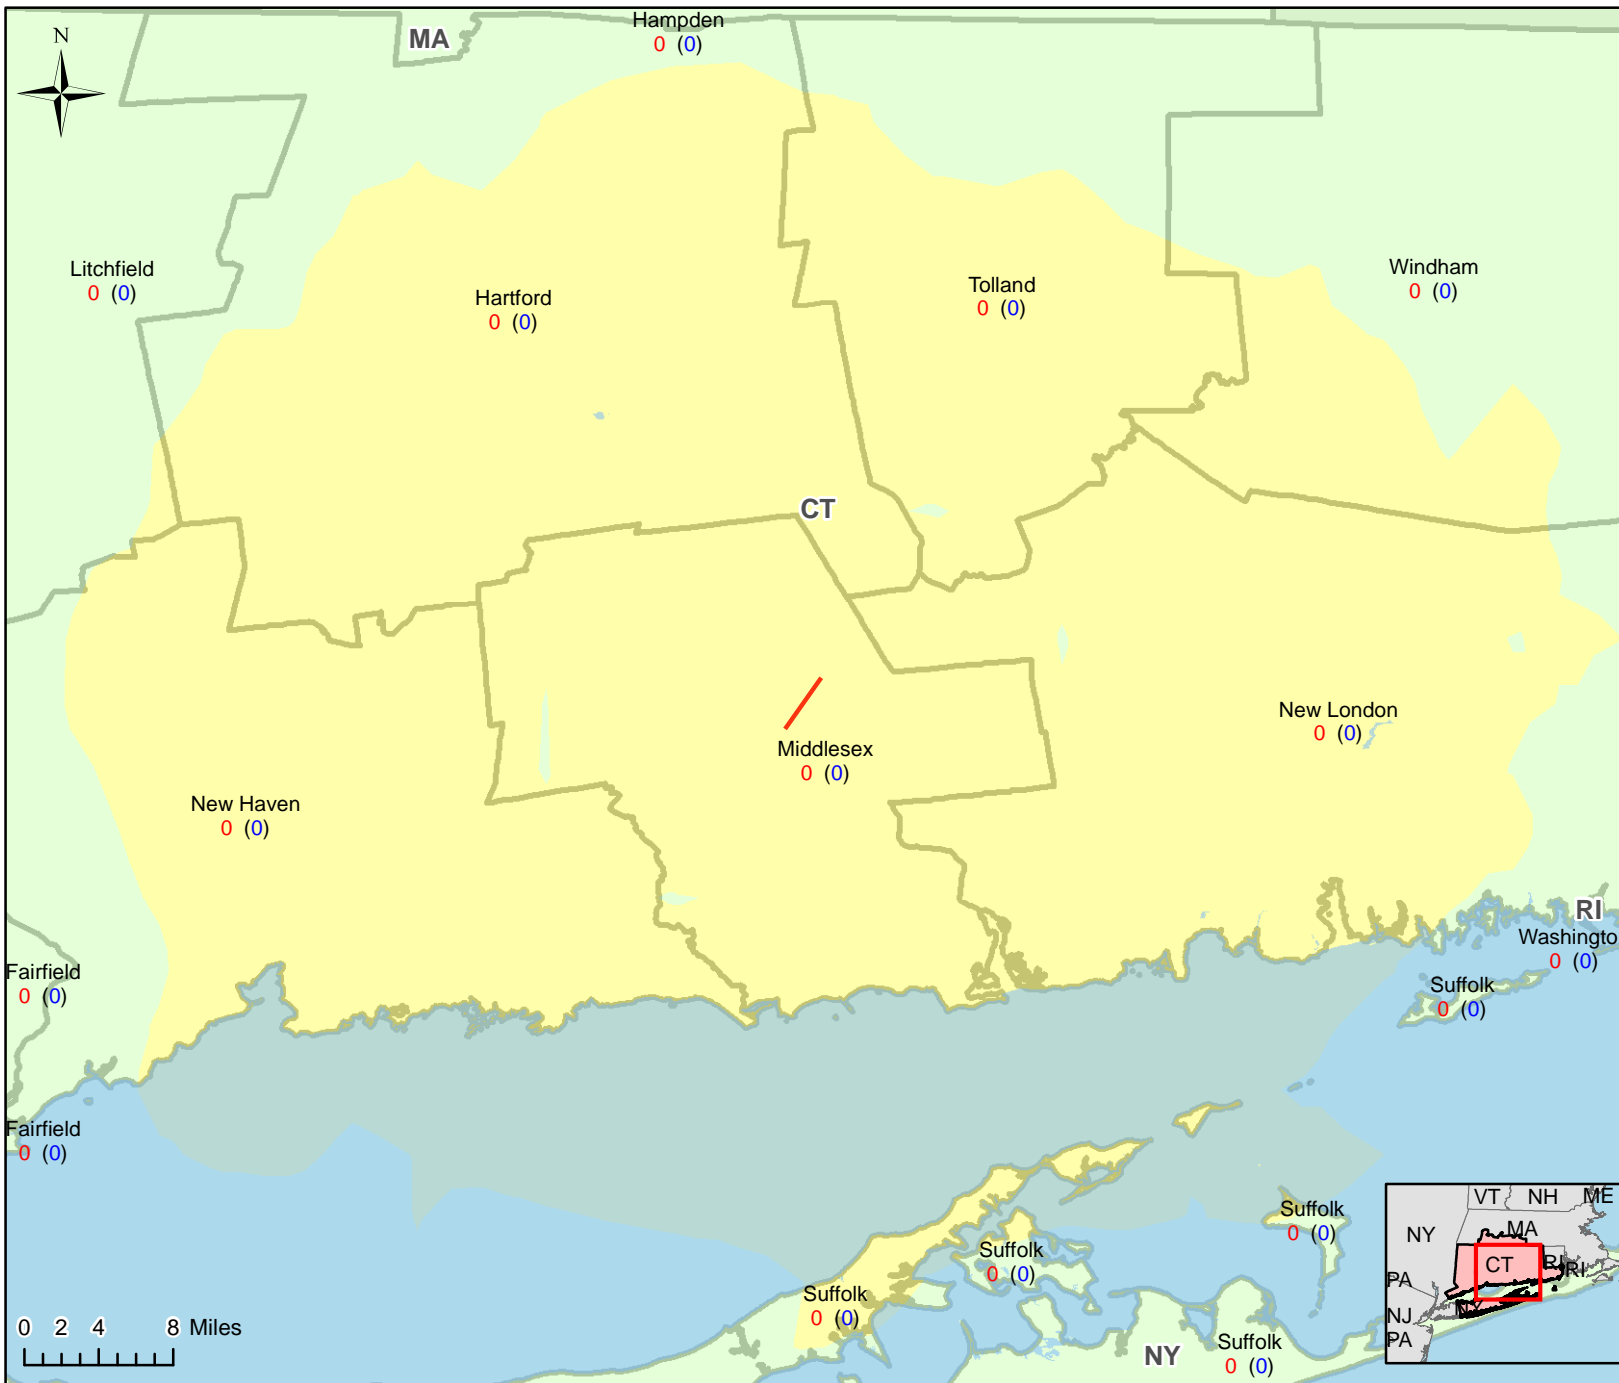 Hampden
0 (0)
MA
N
Litchfield
0 (0)
Hartford
0 (0)
Tolland
0 (0)
Windham
0 (0)
CT
New London
0 (0)
Middlesex
0 (0)
New Haven
0 (0)
RI
Washingto
0 (0)
Fairfield
0 (0)
Suffolk
0 (0)
Fairfield
0 (0)
Suffolk
0 (0)
Suffolk
0 (0)
Suffolk
0 (0)
Suffolk
0 (0)
NY
0 2 4 8 Miles
VT NH ME
NY MA
CT RI RI
PA
NY
NJ
PA